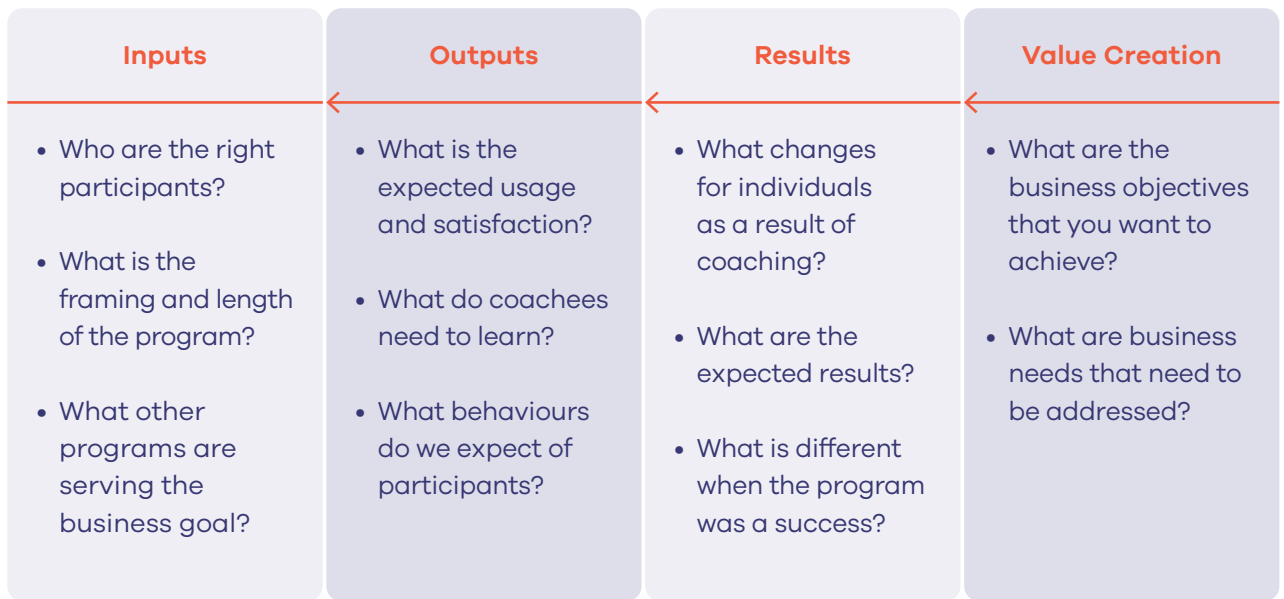 Inputs
• Who are the right
participants?
• What is the
framing and length
of the program?
• What other
programs are
serving the
business goal?
Outputs
• What is the
expected usage
and satisfaction?
• What do coachees
need to learn?
• What behaviours
do we expect of
participants?
Results
• What changes
for individuals
as a result of
coaching?
• What are the
expected results?
• What is different
when the program
was a success?
Value Creation
• What are the
business objectives
that you want to
achieve?
• What are business
needs that need to
be addressed?